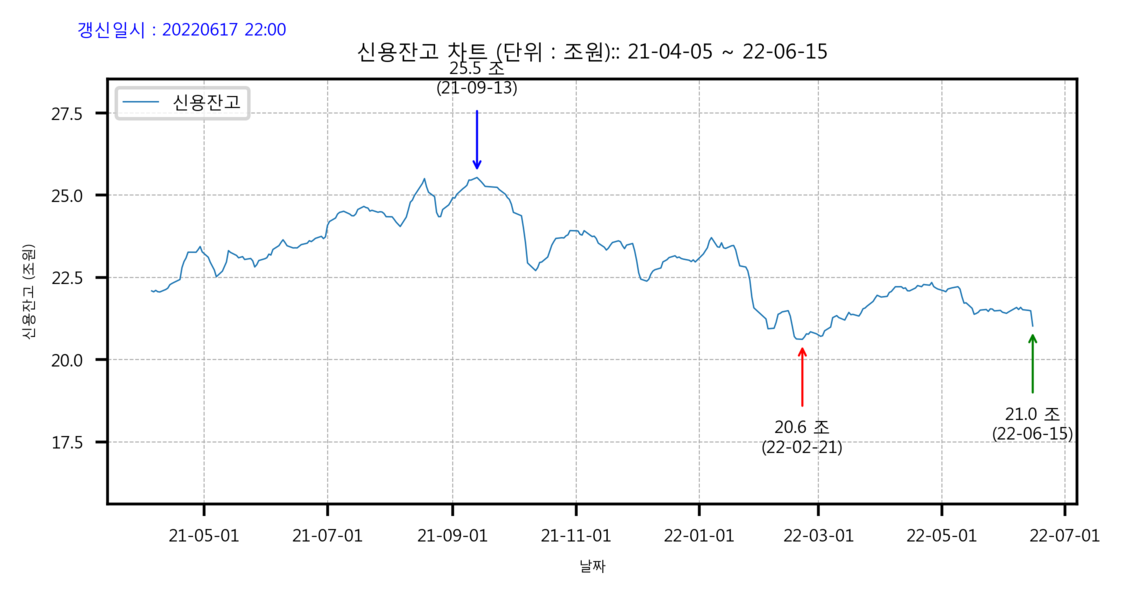 갱신일시 : 20220617 22:00
신용잔고 차트 (단위 : 조원):: 21-04-05 ~ 22-06-15
25.5 조
(21-09-13)
신용잔고
27.5
25.0
22.5
20.0
17.5
신용잔고 (조원)
20.6 조
(22-02-21)
21.0 조
(22-06-15)
21-05-01
21-07-01
21-09-01
21-11-01
22-01-01
22-03-01
22-05-01
22-07-01
날짜